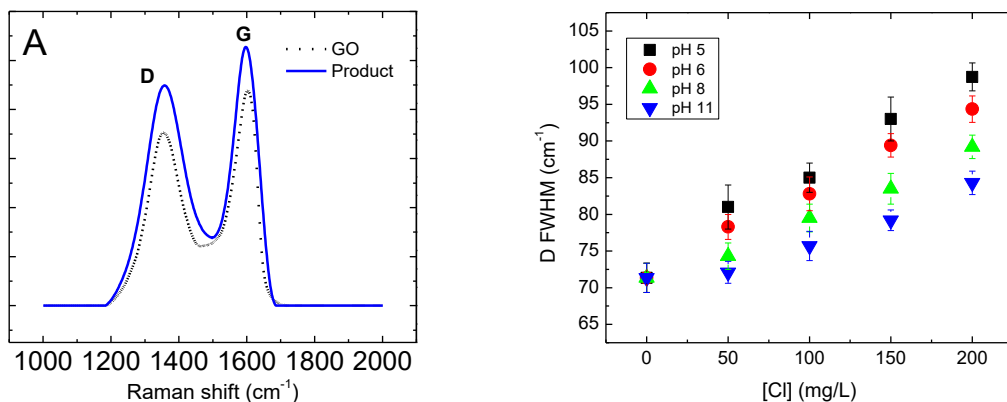 A
D
G
GO
Product
1000 1200 1400 1600 1800 2000
Raman shift (cm-1)
D FWHM (cm-1)
100
95
90
85
80
75
70
65
pH 5
pH 6
pH 8
pH 11
0 50 100 150 200
[Cl] (mg/L)